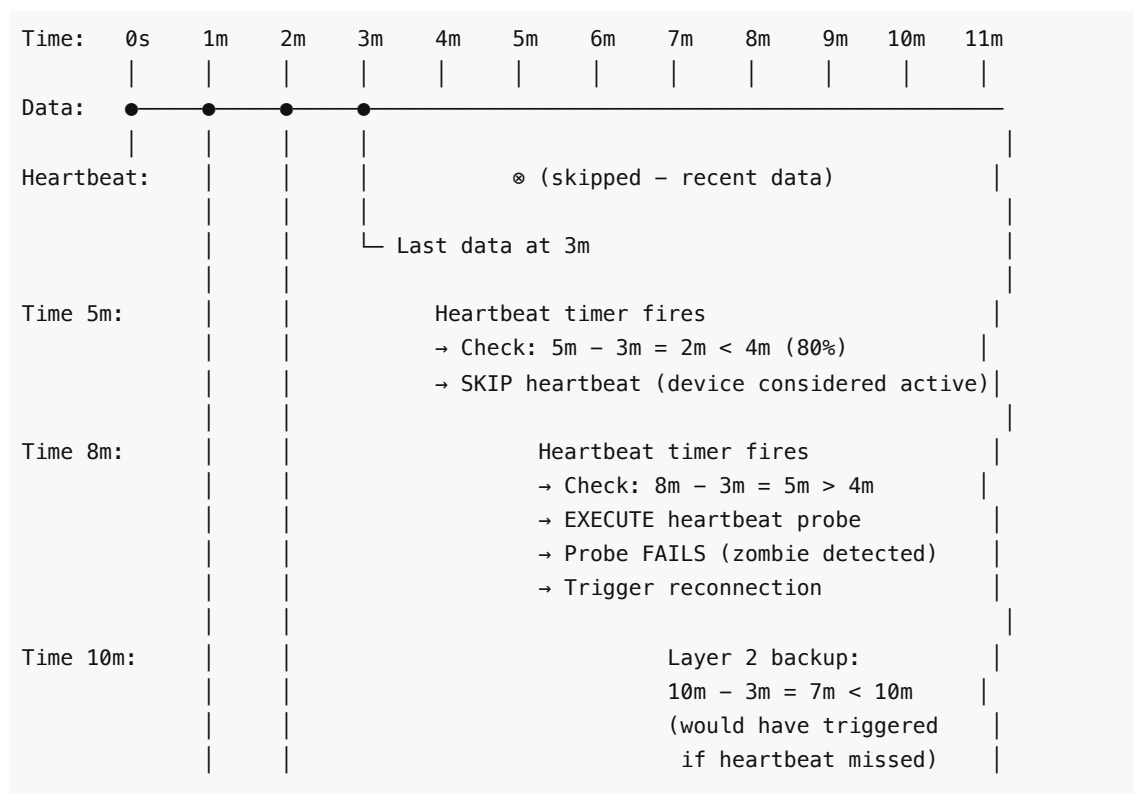 Time:   0s    1m    2m    3m    4m    5m    6m    7m    8m    9m   10m   11m
Data:
Heartbeat:                            ⊗ (skipped – recent data)
└─ Last data at 3m
Time 5m:                        Heartbeat timer fires
→ Check: 5m – 3m = 2m < 4m (80%)
→ SKIP heartbeat (device considered active)
Time 8m:                                Heartbeat timer fires
→ Check: 8m – 3m = 5m > 4m
→ EXECUTE heartbeat probe
→ Probe FAILS (zombie detected)
→ Trigger reconnection
Time 10m:                                         Layer 2 backup:
10m – 3m = 7m < 10m
(would have triggered
if heartbeat missed)